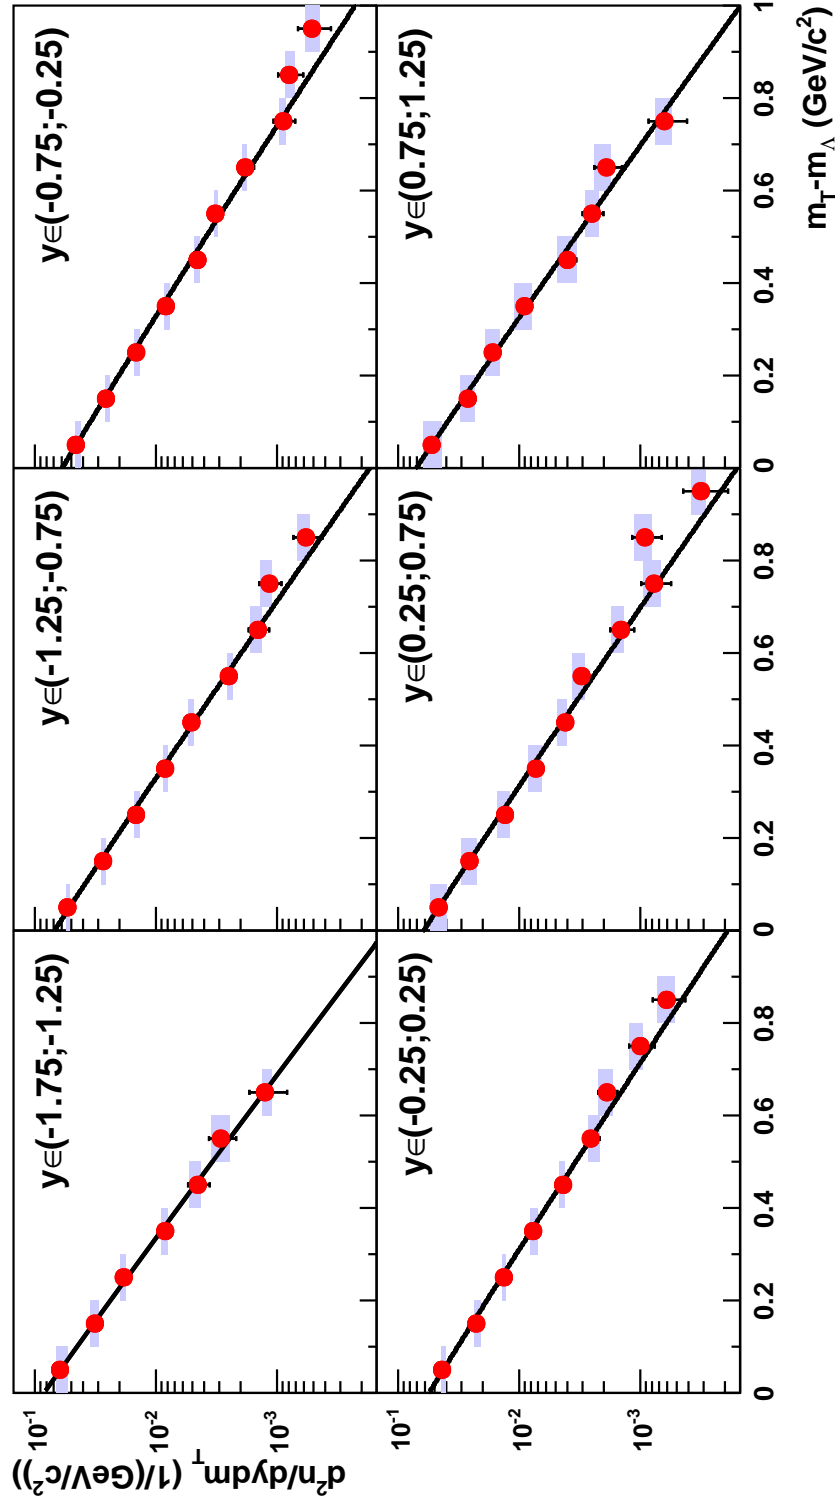 d²n/dydm_T (1/(GeV/c²))
y∈(-1.75;-1.25)
y∈(-1.25;-0.75)
y∈(-0.75;-0.25)
10⁻¹
10⁻²
10⁻³
y∈(-0.25;0.25)
y∈(0.25;0.75)
y∈(0.75;1.25)
10⁻¹
10⁻²
10⁻³
0 0.2 0.4 0.6 0.8 0 0.2 0.4 0.6 0.8 0 0.2 0.4 0.6 0.8 1
m_T-m_Λ (GeV/c²)